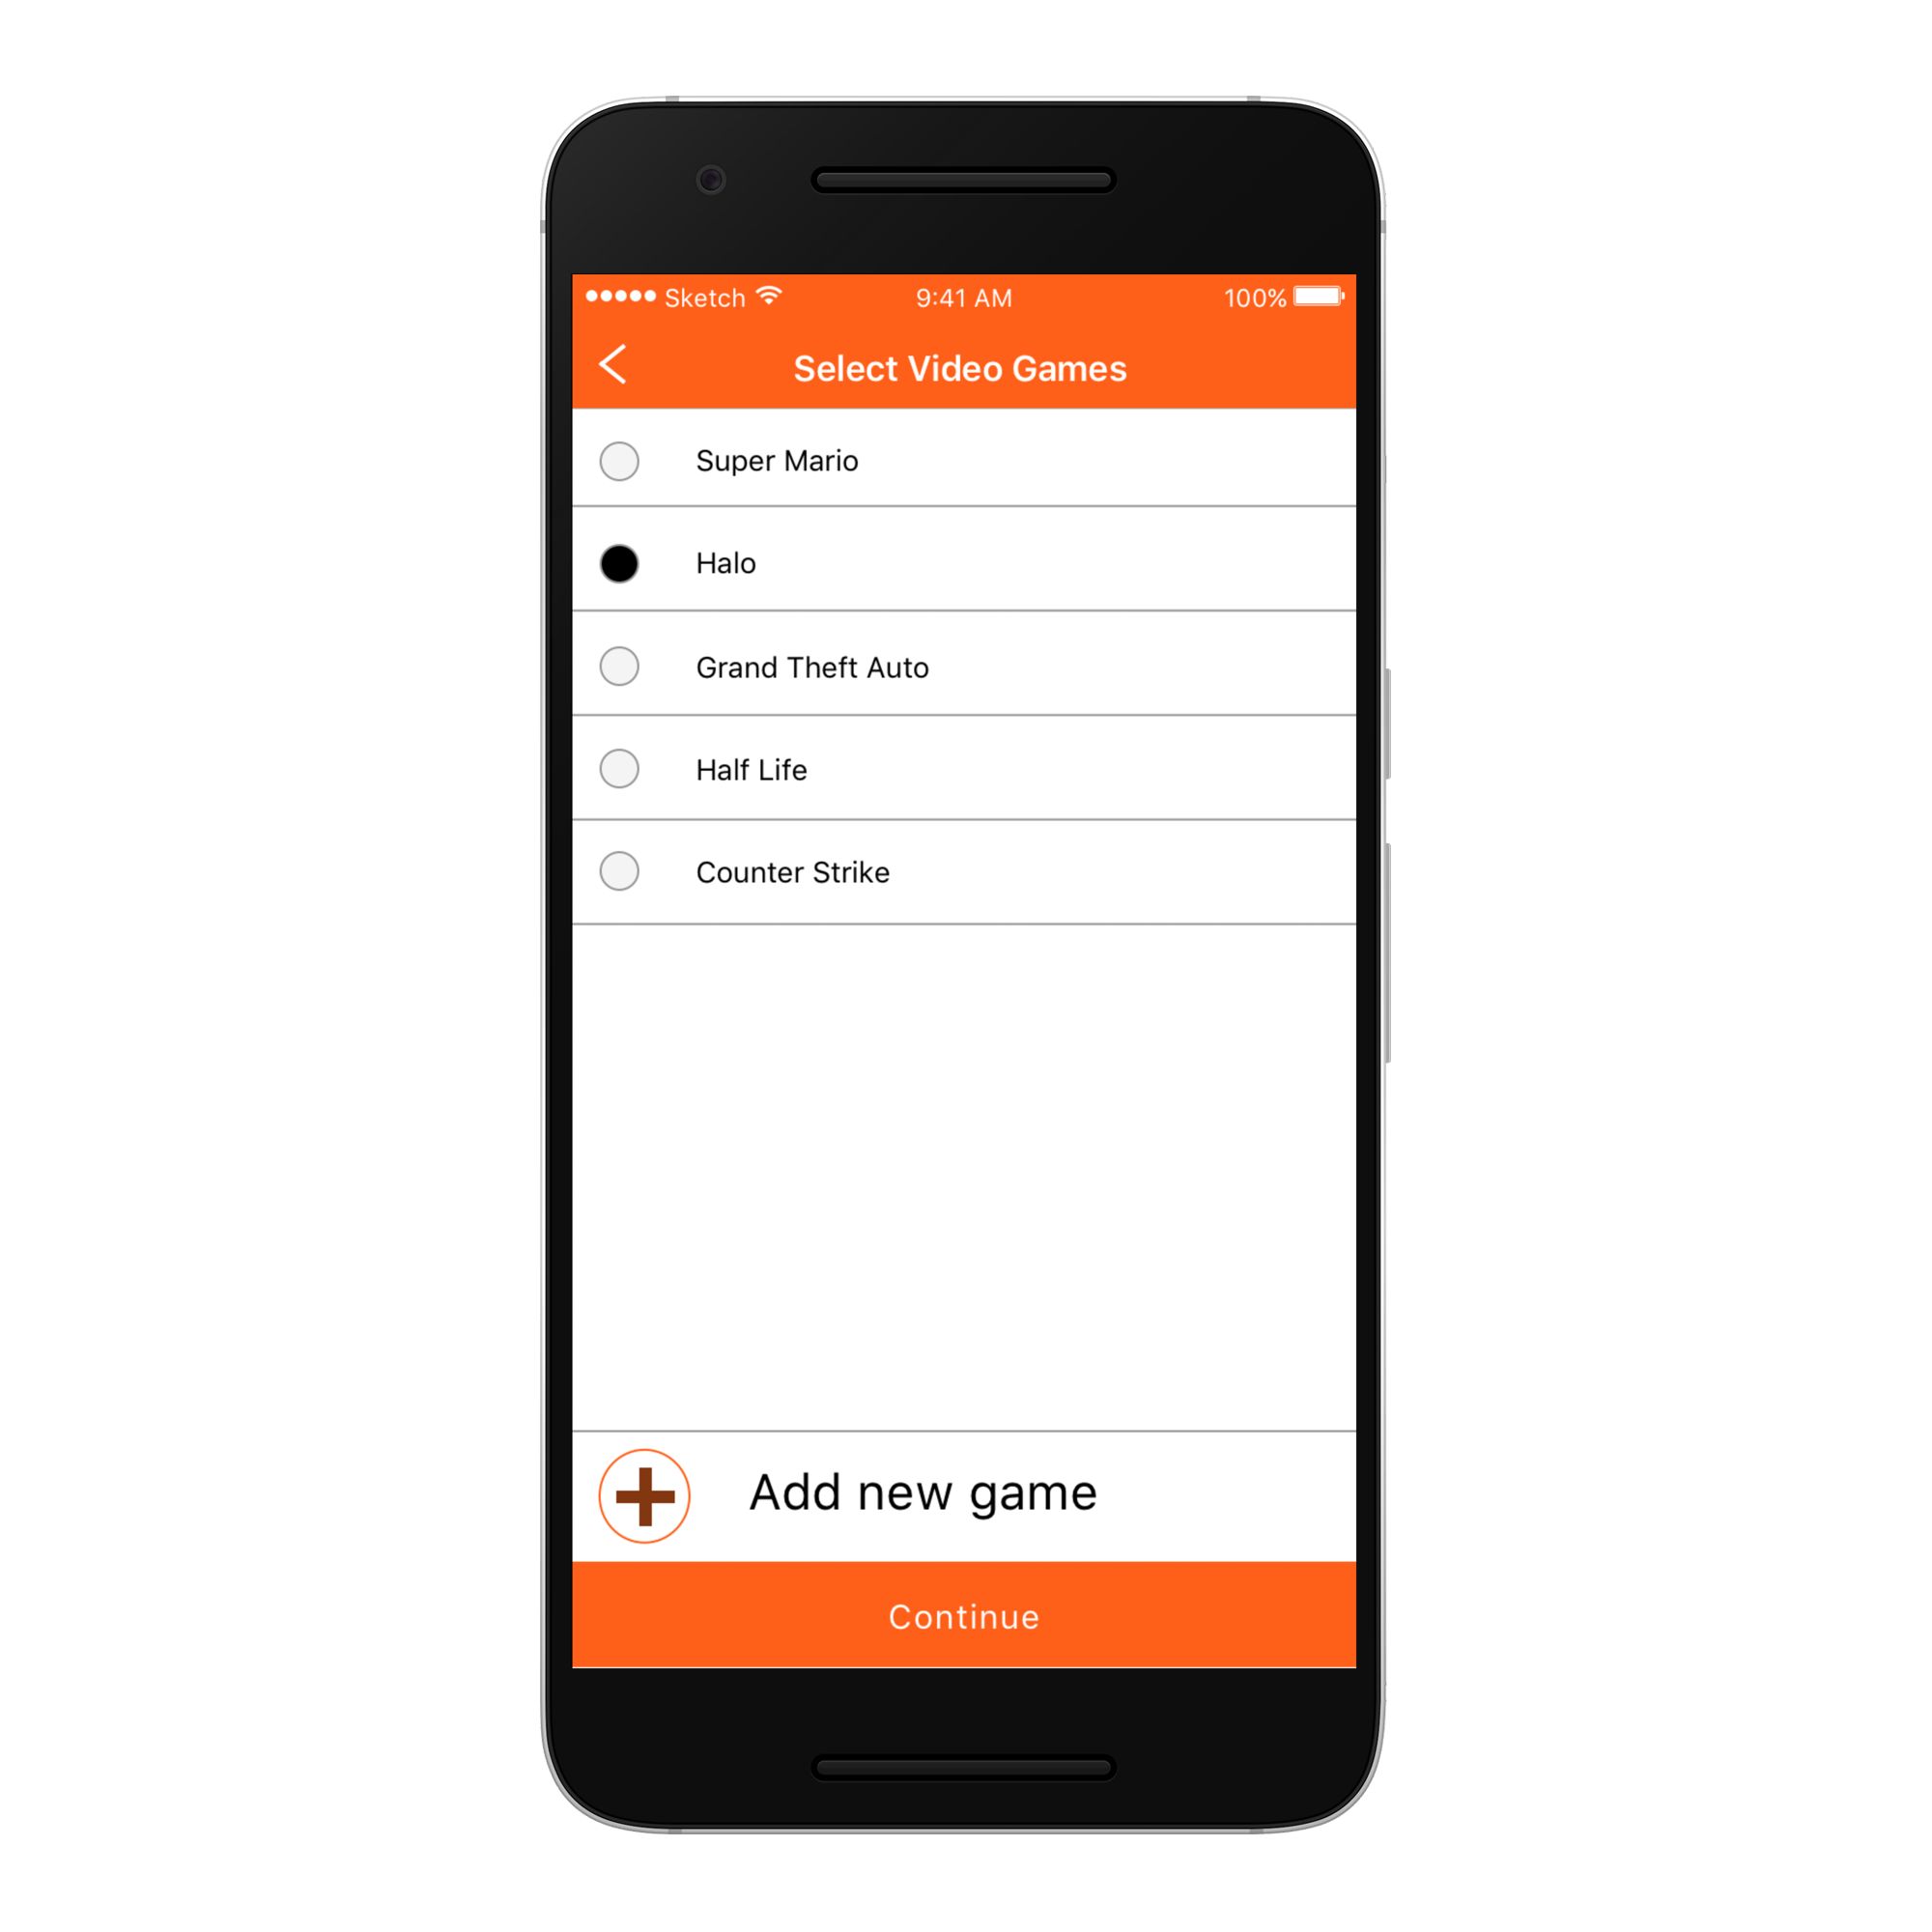 Sketch 9:41 AM 100%
Select Video Games
Super Mario
Halo
Grand Theft Auto
Half Life
Counter Strike
Add new game
Continue